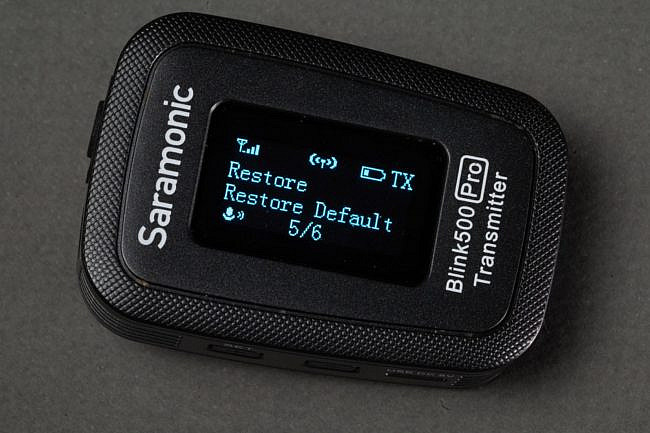 Saramonic
TX
Restore
Restore Default
5/6
Blink500 Pro
Transmitter